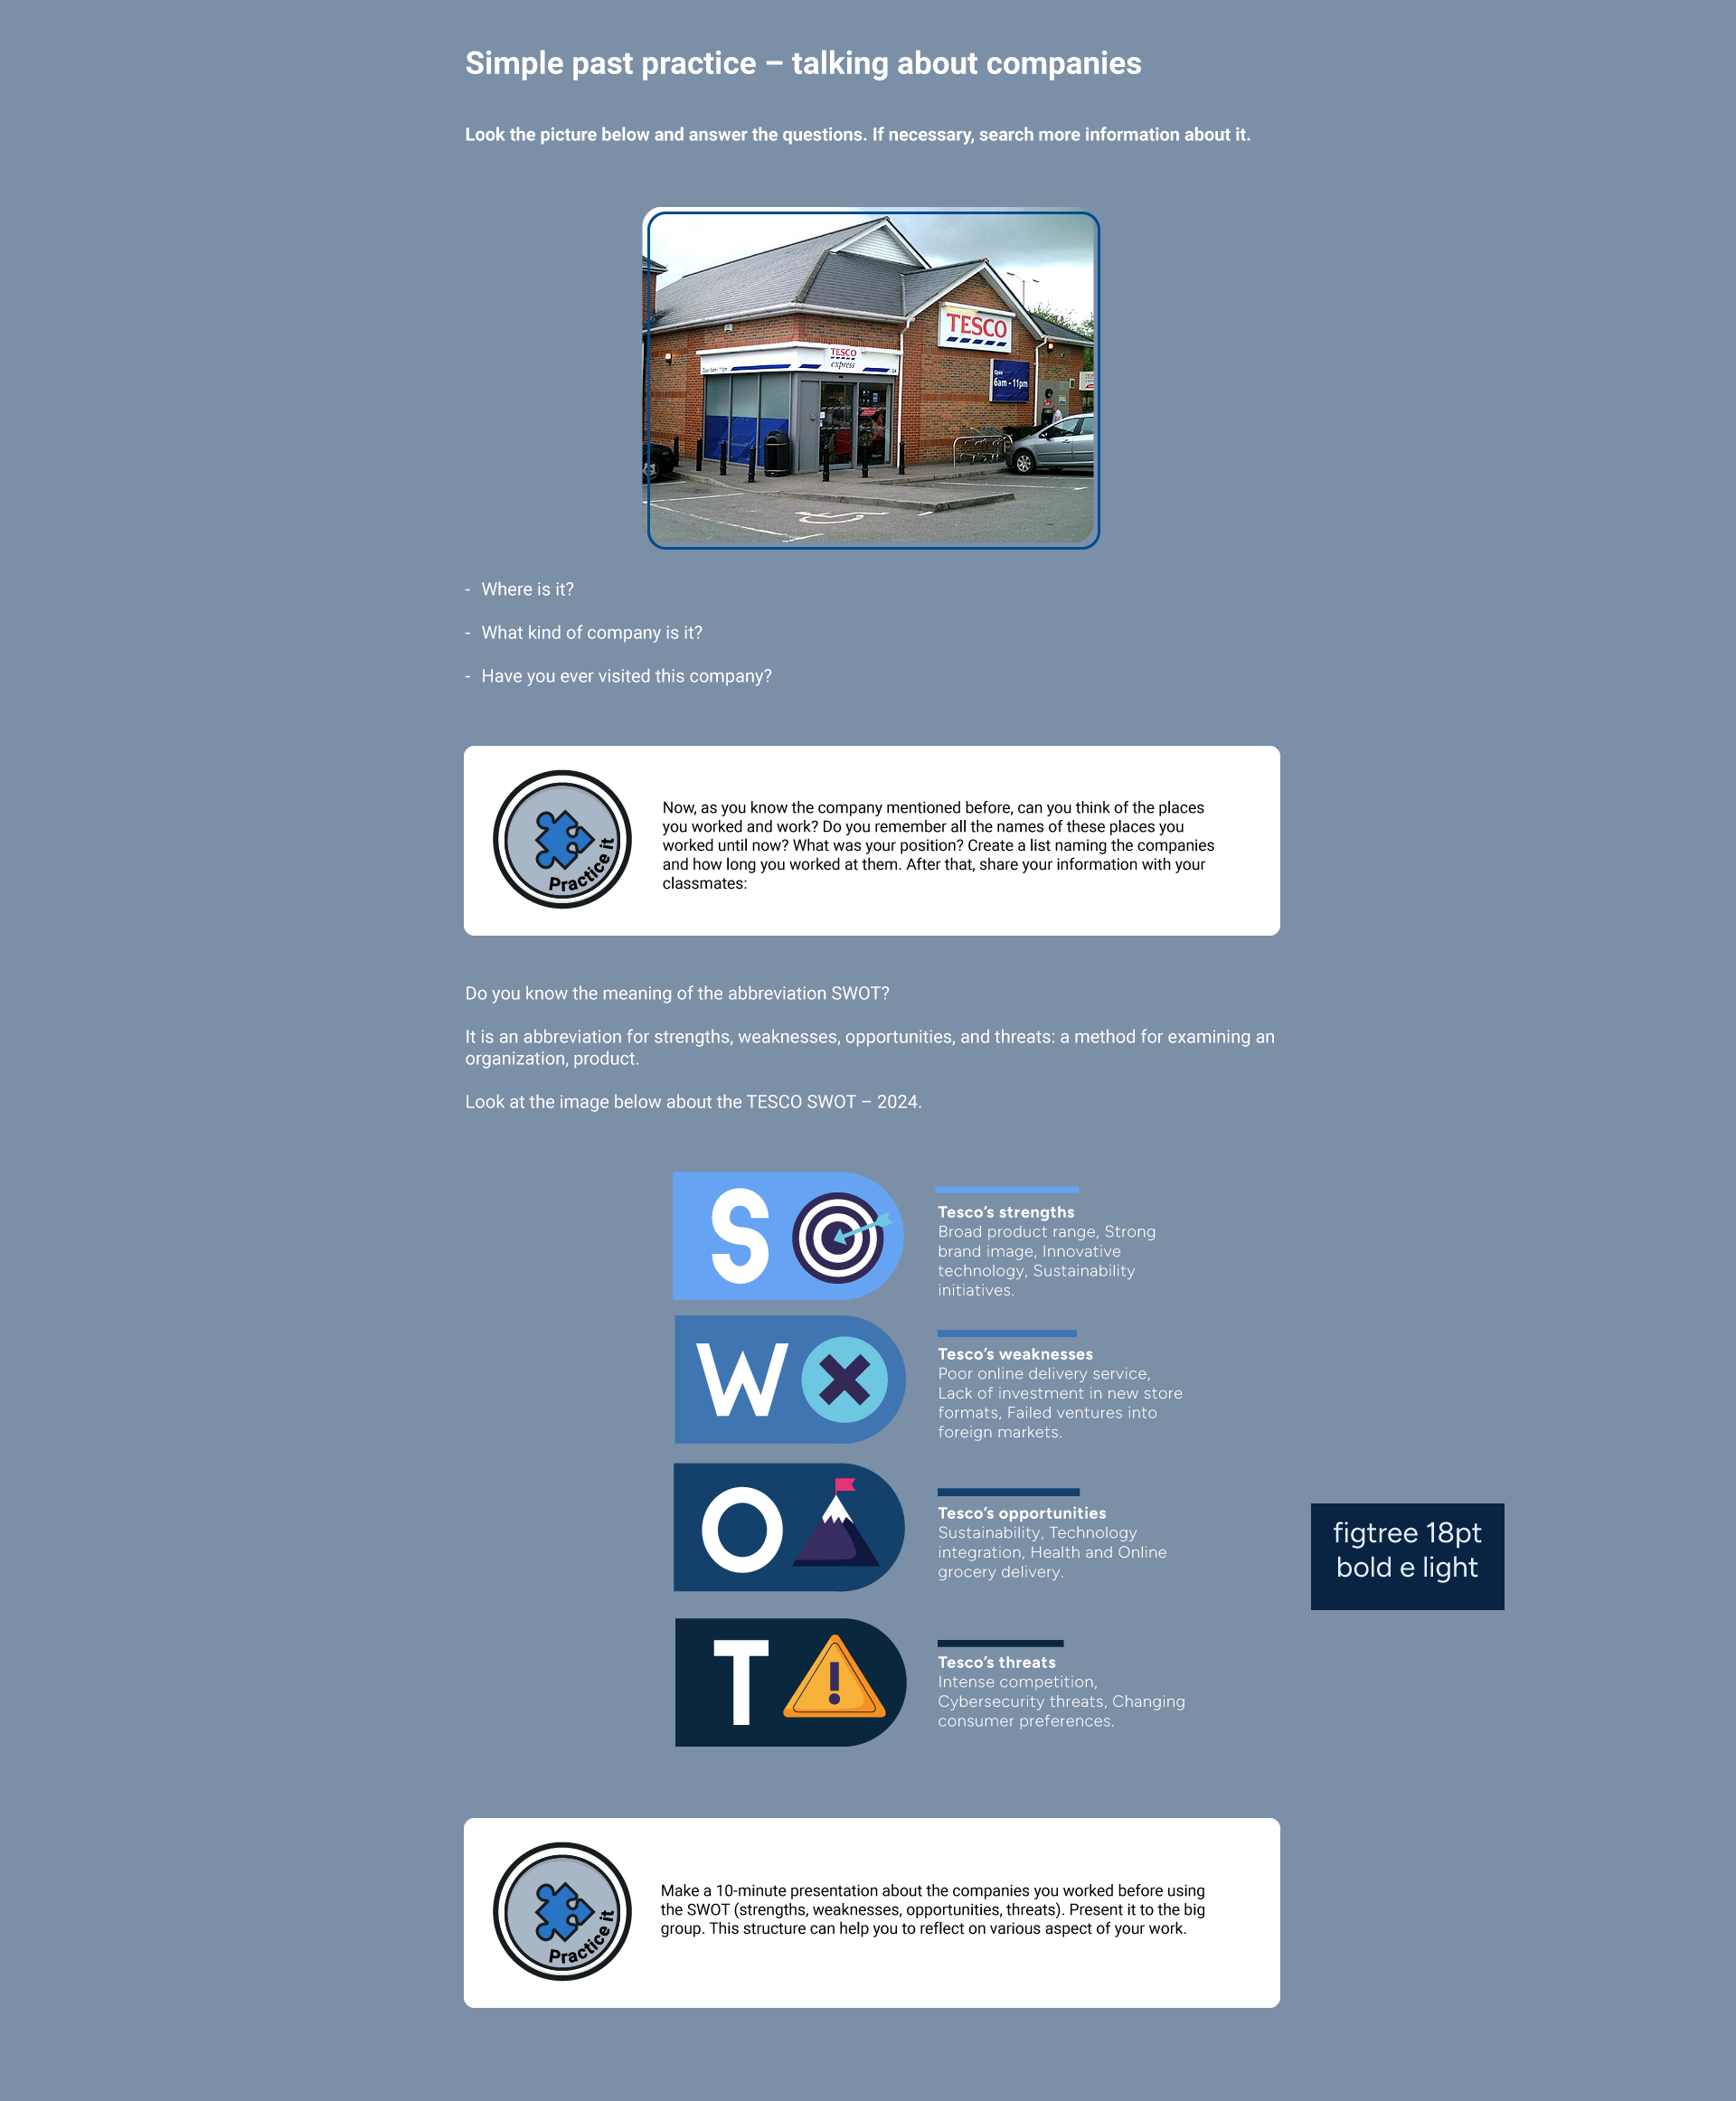 Simple past practice – talking about companies
Look the picture below and answer the questions. If necessary, search more information about it.
TESCO
TESCO
express
Open
6am - 11pm
- Where is it?
- What kind of company is it?
- Have you ever visited this company?
Practice it
Now, as you know the company mentioned before, can you think of the places
you worked and work? Do you remember all the names of these places you
worked until now? What was your position? Create a list naming the companies
and how long you worked at them. After that, share your information with your
classmates:
Do you know the meaning of the abbreviation SWOT?
It is an abbreviation for strengths, weaknesses, opportunities, and threats: a method for examining an
organization, product.
Look at the image below about the TESCO SWOT – 2024.
S
Tesco’s strengths
Broad product range, Strong
brand image, Innovative
technology, Sustainability
initiatives.
W
Tesco’s weaknesses
Poor online delivery service,
Lack of investment in new store
formats, Failed ventures into
foreign markets.
O
Tesco’s opportunities
Sustainability, Technology
integration, Health and Online
grocery delivery.
figtree 18pt
bold e light
T
Tesco’s threats
Intense competition,
Cybersecurity threats, Changing
consumer preferences.
Practice it
Make a 10-minute presentation about the companies you worked before using
the SWOT (strengths, weaknesses, opportunities, threats). Present it to the big
group. This structure can help you to reflect on various aspect of your work.